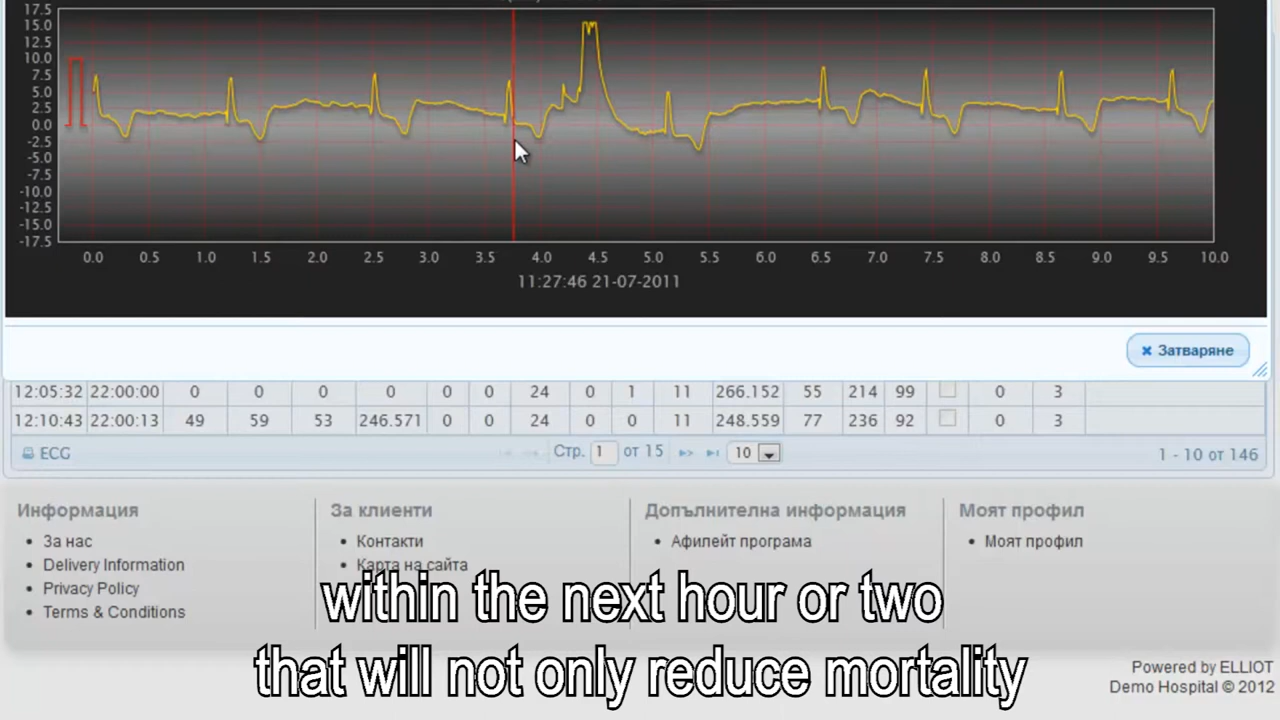 17.5
15.0
12.5
10.0
7.5
5.0
2.5
0.0
-2.5
-5.0
-7.5
-10.0
-12.5
-15.0
-17.5
0.0 0.5 1.0 1.5 2.0 2.5 3.0 3.5 4.0 4.5 5.0 5.5 6.0 6.5 7.0 7.5 8.0 8.5 9.0 9.5 10.0
11:27:46 21-07-2011
Затваряне
12:05:32 22:00:00 0 0 0 0 0 0 24 0 1 11 266.152 55 214 99 0 3
12:10:43 22:00:13 49 59 53 246.571 0 0 24 0 0 11 248.559 77 236 92 0 3
ECG Стр. 1 от 15 10 1 - 10 от 146
Информация
За нас
Delivery Information
Privacy Policy
Terms & Conditions
За клиенти
Контакти
Карта на сайта
Допълнителна информация
Афилейт програма
Моят профил
Моят профил
within the next hour or two
that will not only reduce mortality
Powered by ELLIOT
Demo Hospital © 2012